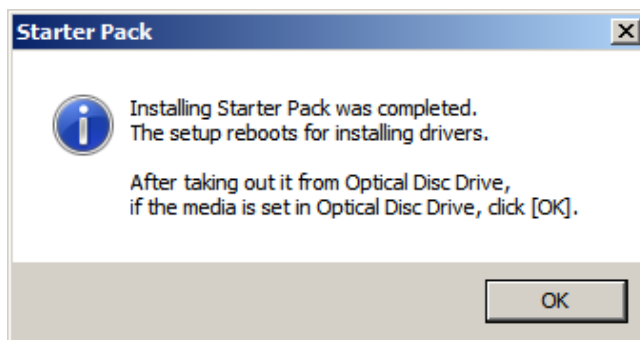 Starter Pack
Installing Starter Pack was completed.
The setup reboots for installing drivers.
After taking out it from Optical Disc Drive,
if the media is set in Optical Disc Drive, click [OK].
OK